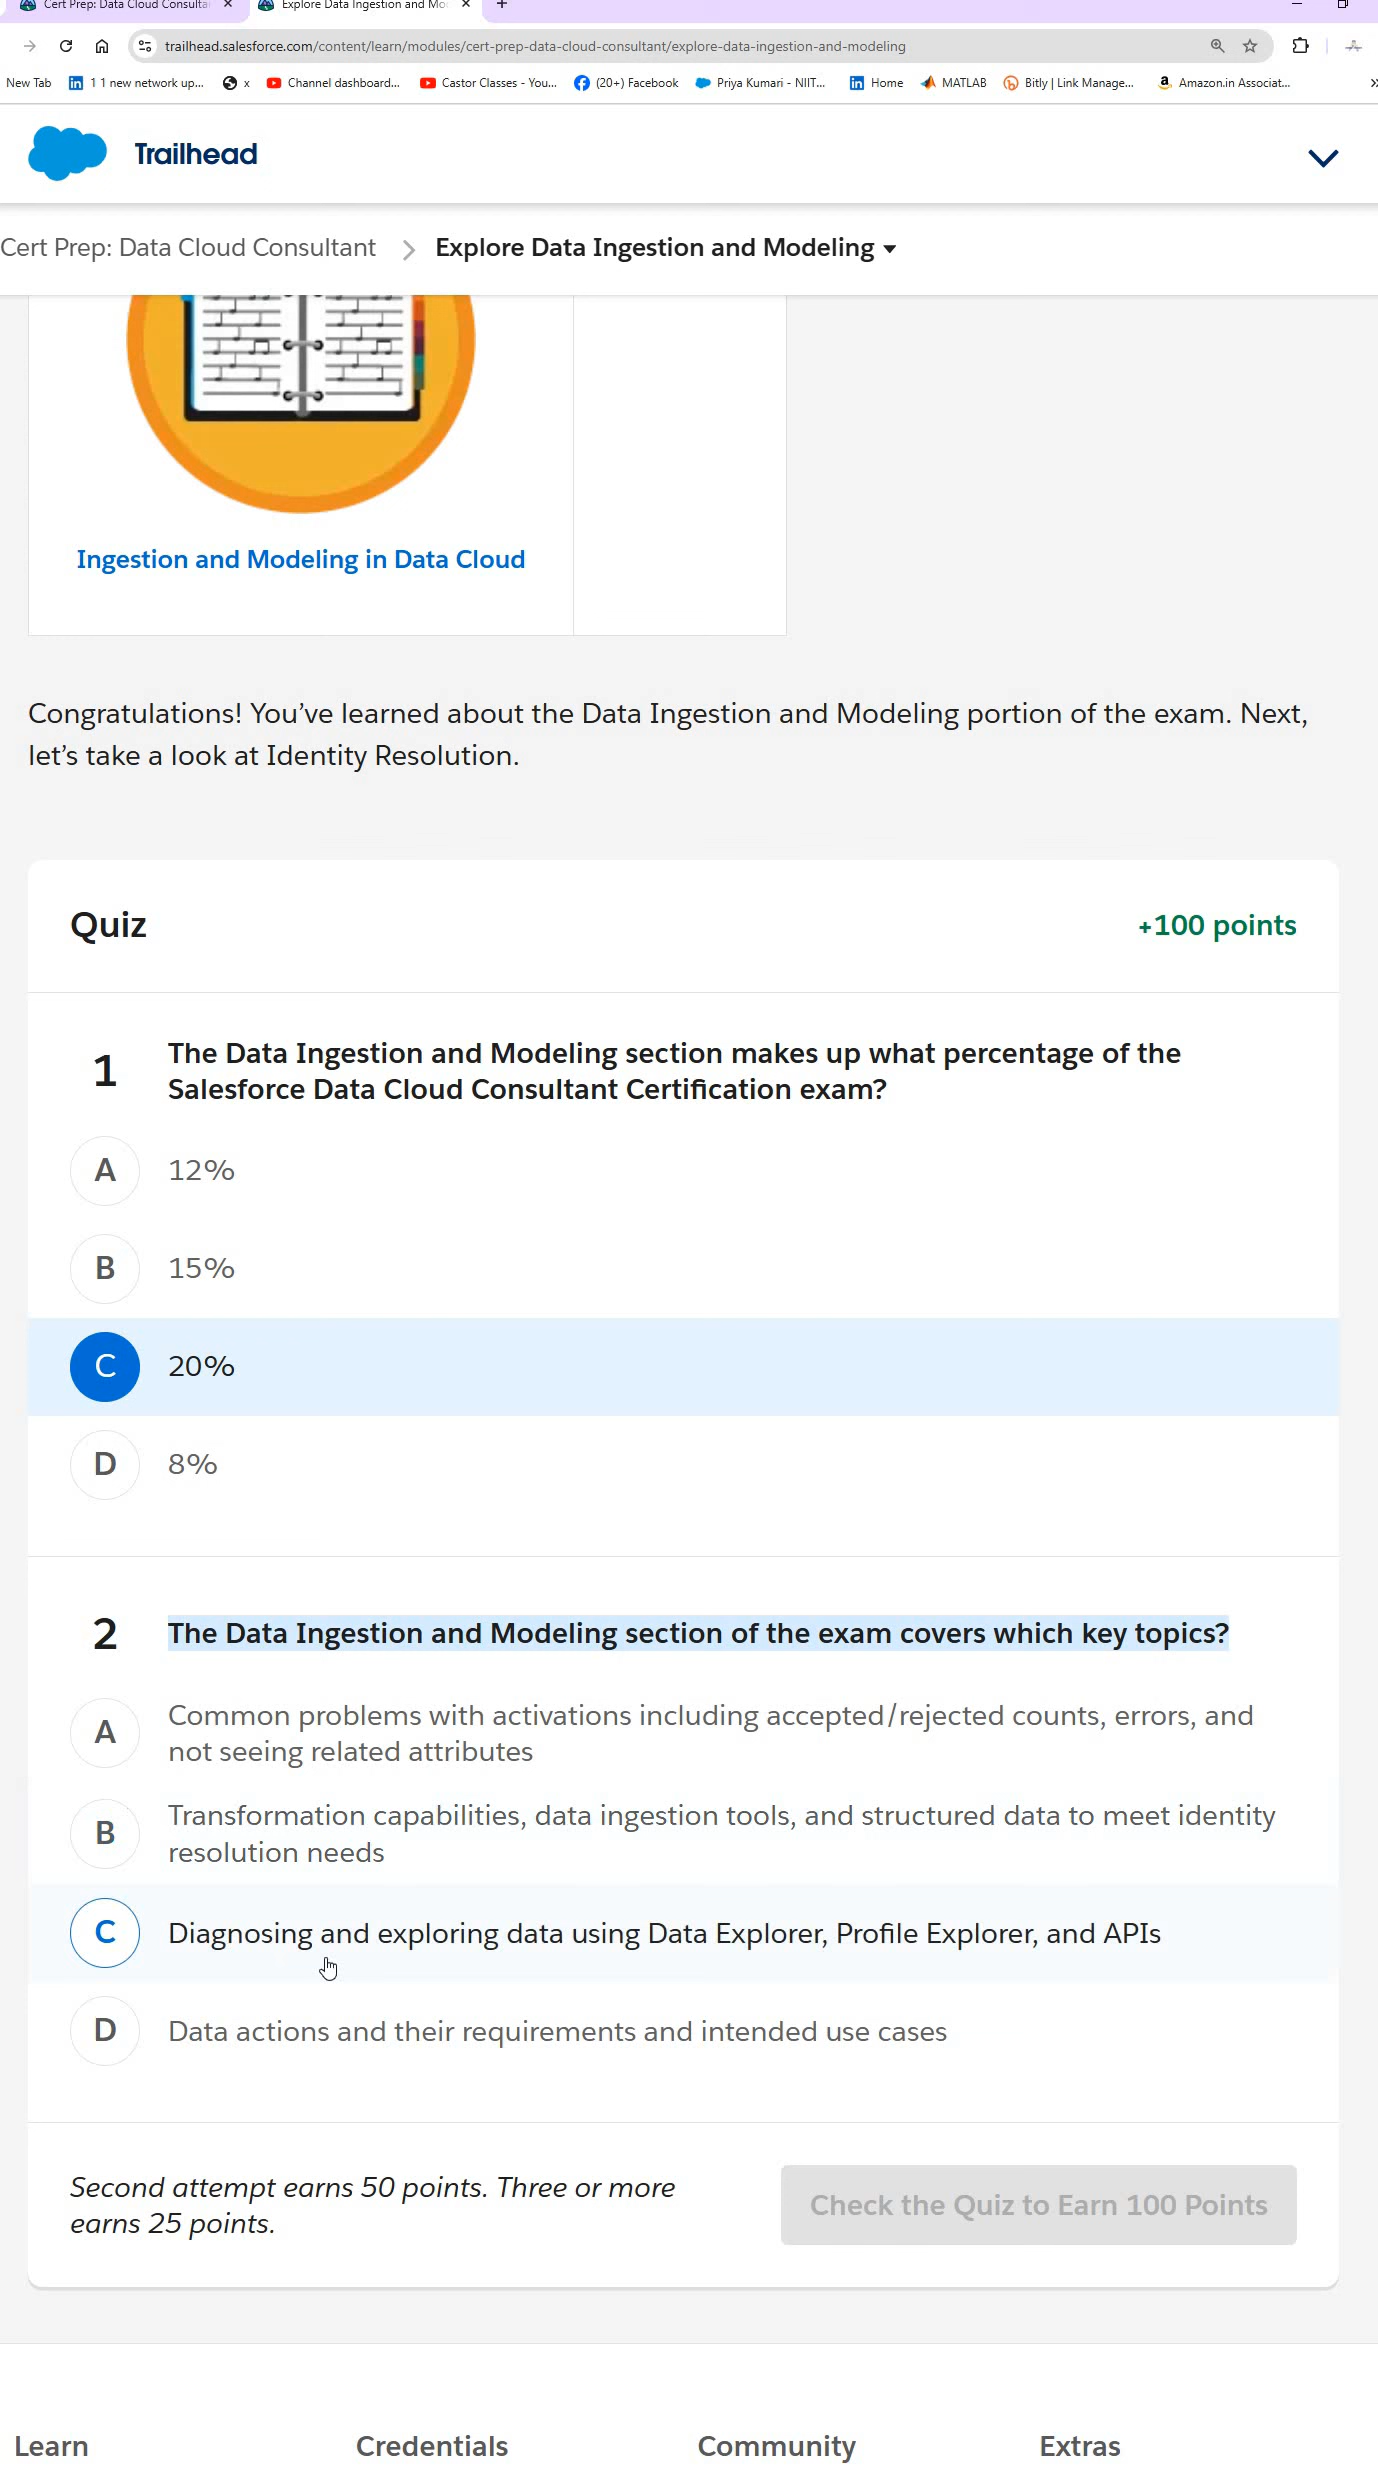 Cert Prep: Data Cloud Consulta
Explore Data Ingestion and Mo
trailhead.salesforce.com/content/learn/modules/cert-prep-data-cloud-consultant/explore-data-ingestion-and-modeling
New Tab
1 1 new network up...
x
Channel dashboard...
Castor Classes - You...
(20+) Facebook
Priya Kumari - NIIT...
Home
MATLAB
Bitly | Link Manage...
Amazon.in Associat...
Trailhead
Cert Prep: Data Cloud Consultant
Explore Data Ingestion and Modeling
Ingestion and Modeling in Data Cloud
Congratulations! You’ve learned about the Data Ingestion and Modeling portion of the exam. Next,
let’s take a look at Identity Resolution.
Quiz
+100 points
1
The Data Ingestion and Modeling section makes up what percentage of the
Salesforce Data Cloud Consultant Certification exam?
A 12%
B 15%
C 20%
D 8%
2
The Data Ingestion and Modeling section of the exam covers which key topics?
A
Common problems with activations including accepted/rejected counts, errors, and
not seeing related attributes
B
Transformation capabilities, data ingestion tools, and structured data to meet identity
resolution needs
C Diagnosing and exploring data using Data Explorer, Profile Explorer, and APIs
D Data actions and their requirements and intended use cases
Second attempt earns 50 points. Three or more
earns 25 points.
Check the Quiz to Earn 100 Points
Learn
Credentials
Community
Extras